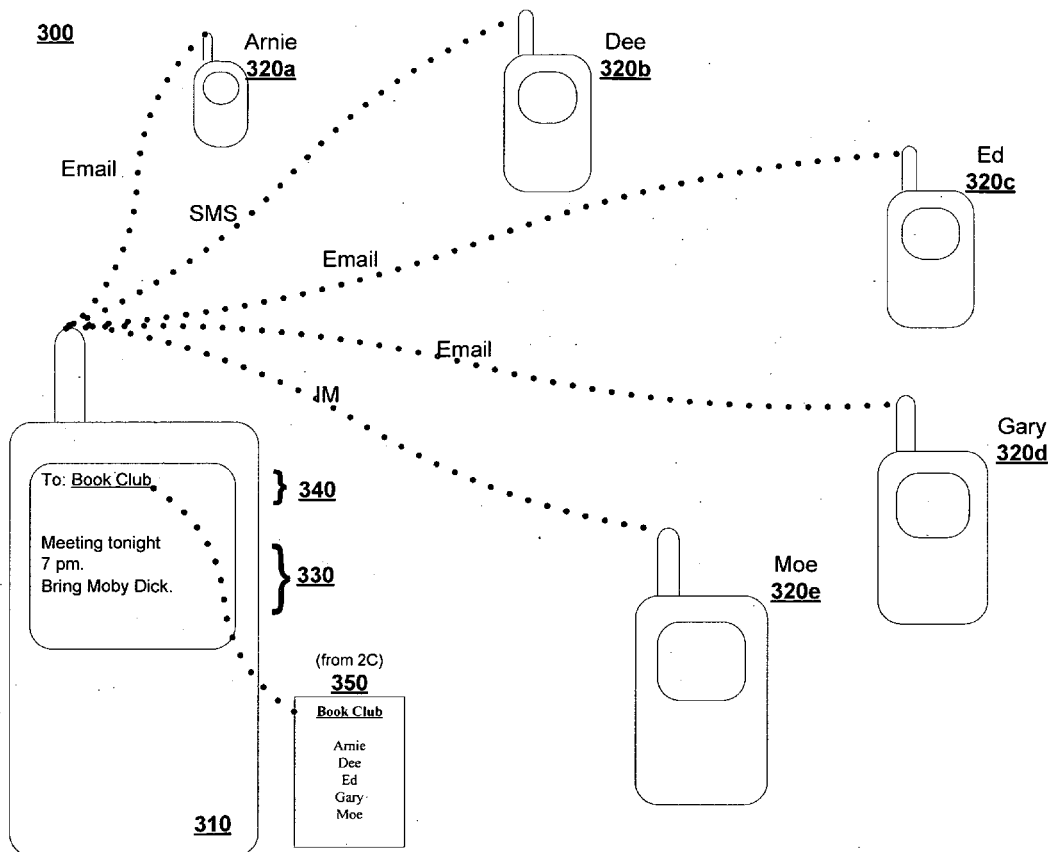 300
Arnie
320a
Dee
320b
Ed
320c
Email
SMS
Email
Email
IM
Gary
320d
Moe
320e
To: Book Club
340
Meeting tonight
7 pm.
Bring Moby Dick.
330
(from 2C)
350
Book Club
Arnie
Dee
Ed
Gary
Moe
310